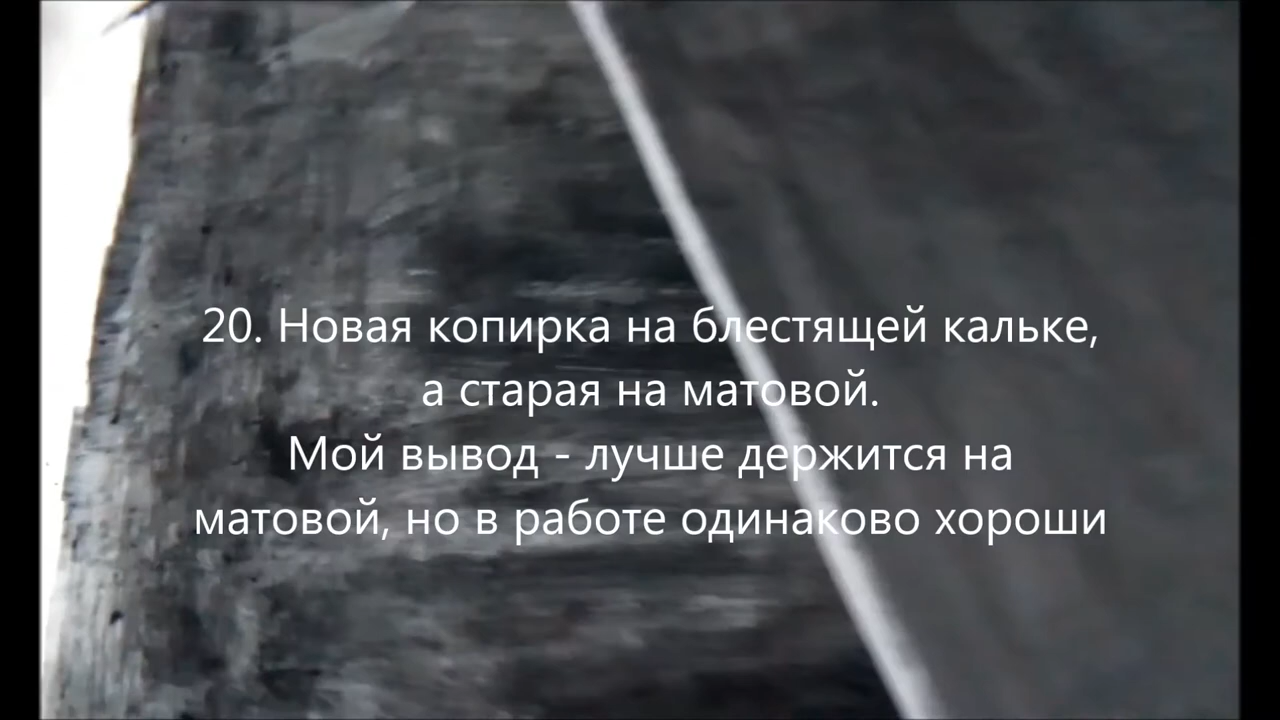 20. Новая копирка на блестящей кальке,
а старая на матовой.
Мой вывод - лучше держится на
матовой, но в работе одинаково хороши